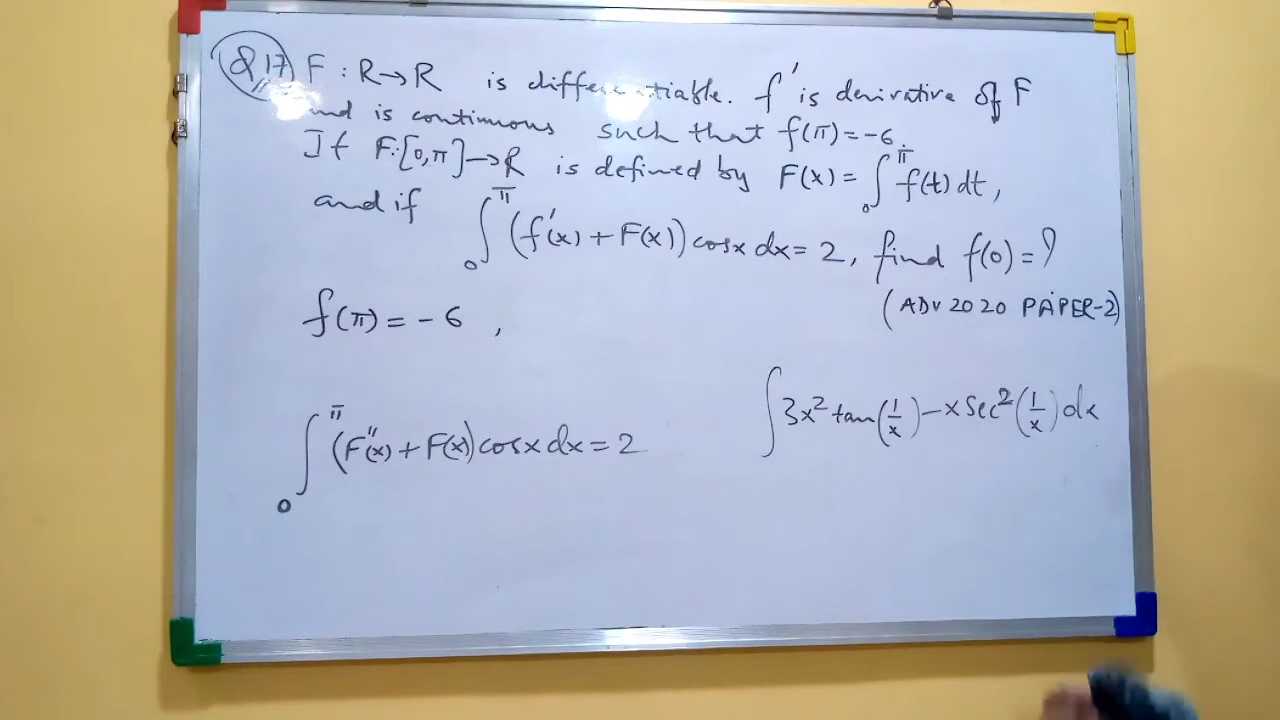 Q17) F : R→R is differentiable. f' is derivative of F
and is continuous such that f(π) = -6.
If F:[0,π]→R is defined by F(x) = ∫₀^π f(t) dt,
and if ∫₀^π (f'(x) + F(x)) cosx dx = 2, find f(0) = ?
(ADV 2020 PAPER-2)
f(π) = -6 ,
∫₀^π (F''(x) + F(x)) cosx dx = 2
∫ 3x² tan(1/x) - x sec²(1/x) dx